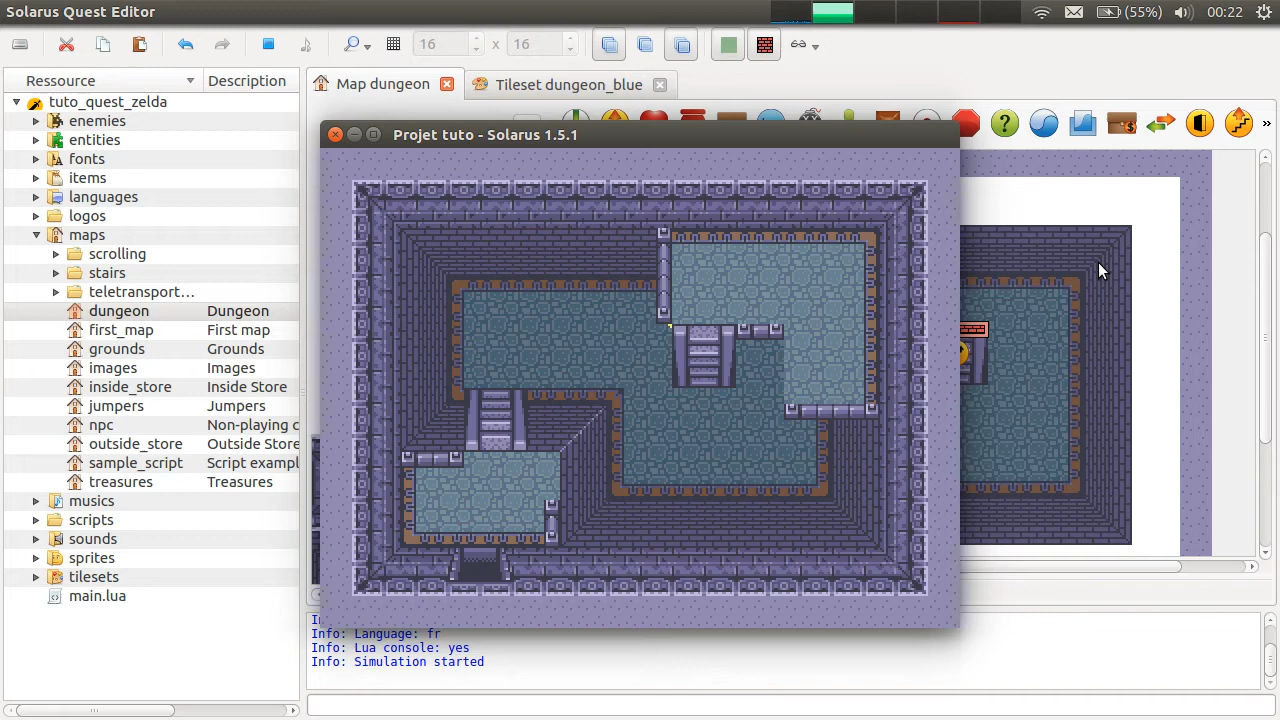 Solarus Quest Editor
(55%)
00:22
16 x 16
Ressource Description
Map dungeon
Tileset dungeon_blue
tuto_quest_zelda
enemies
entities
fonts
items
languages
logos
maps
scrolling
stairs
teletransport...
dungeon Dungeon
first_map First map
grounds Grounds
images Images
inside_store Inside Store
jumpers Jumpers
npc Non-playing c
outside_store Outside Store
sample_script Script example
treasures Treasures
musics
scripts
sounds
sprites
tilesets
main.lua
Projet tuto - Solarus 1.5.1
Info: Language: fr
Info: Lua console: yes
Info: Simulation started